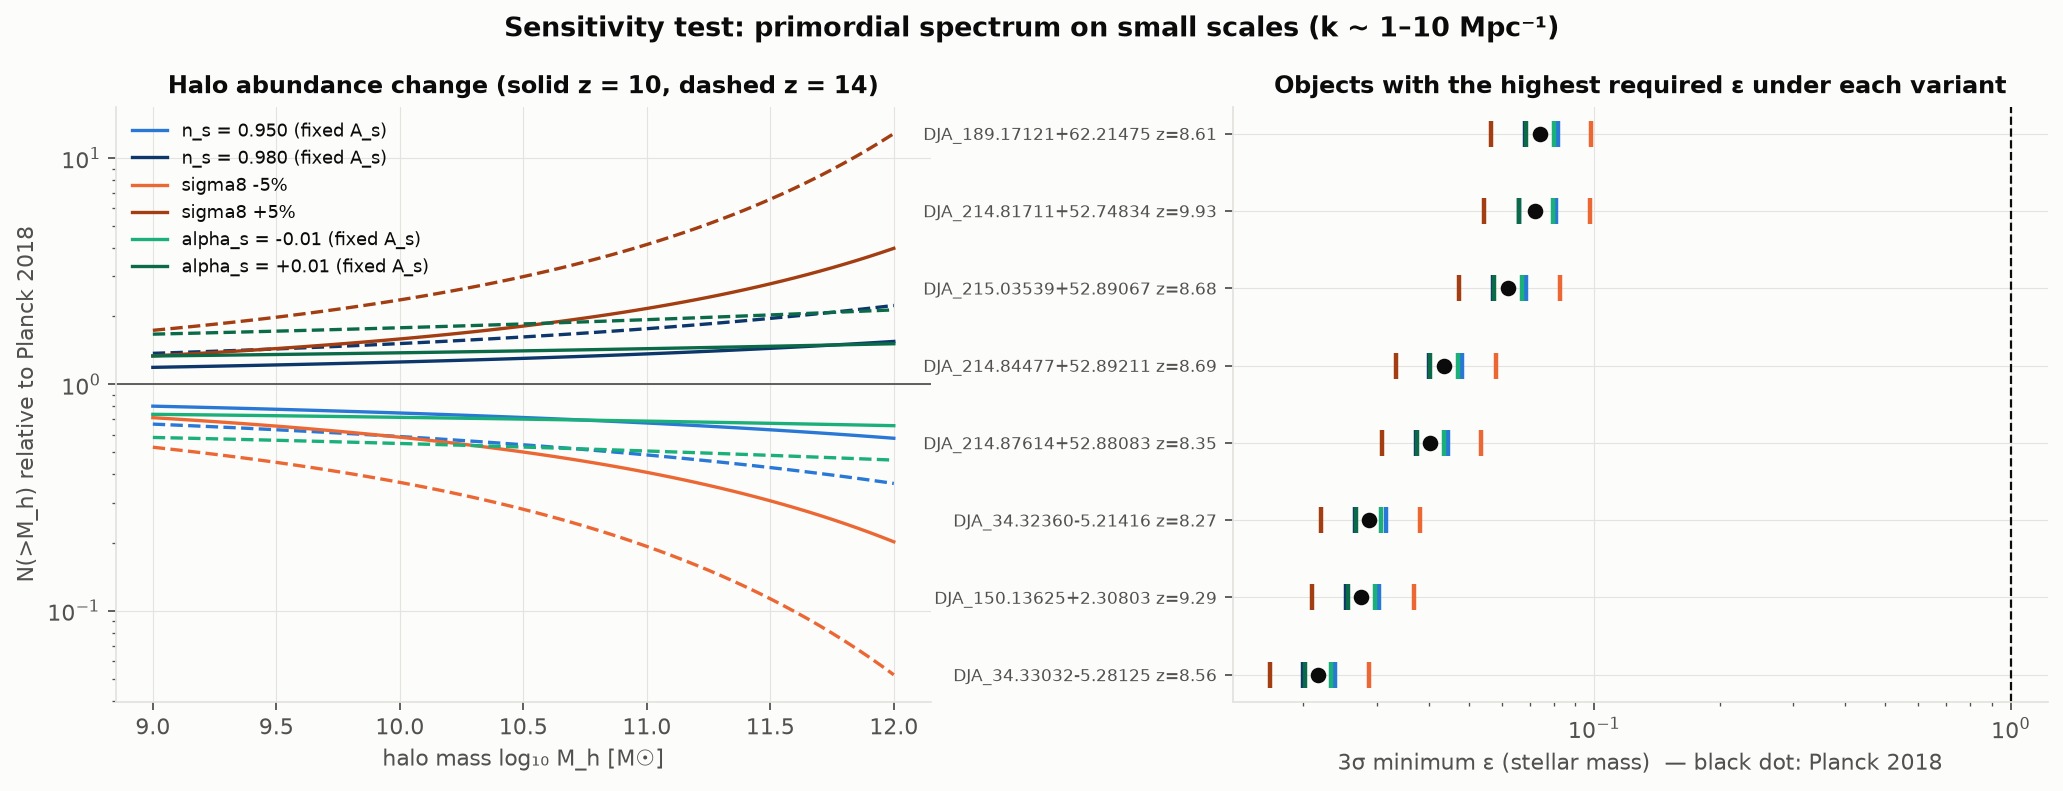 Sensitivity test: primordial spectrum on small scales (k ~ 1–10 Mpc⁻¹)
Halo abundance change (solid z = 10, dashed z = 14)
N(>M_h) relative to Planck 2018
10¹
10⁰
10⁻¹
n_s = 0.950 (fixed A_s)
n_s = 0.980 (fixed A_s)
sigma8 -5%
sigma8 +5%
alpha_s = -0.01 (fixed A_s)
alpha_s = +0.01 (fixed A_s)
9.0 9.5 10.0 10.5 11.0 11.5 12.0
halo mass log₁₀ M_h [M☉]
Objects with the highest required ε under each variant
DJA_189.17121+62.21475 z=8.61
DJA_214.81711+52.74834 z=9.93
DJA_215.03539+52.89067 z=8.68
DJA_214.84477+52.89211 z=8.69
DJA_214.87614+52.88083 z=8.35
DJA_34.32360-5.21416 z=8.27
DJA_150.13625+2.30803 z=9.29
DJA_34.33032-5.28125 z=8.56
10⁻¹ 10⁰
3σ minimum ε (stellar mass) — black dot: Planck 2018